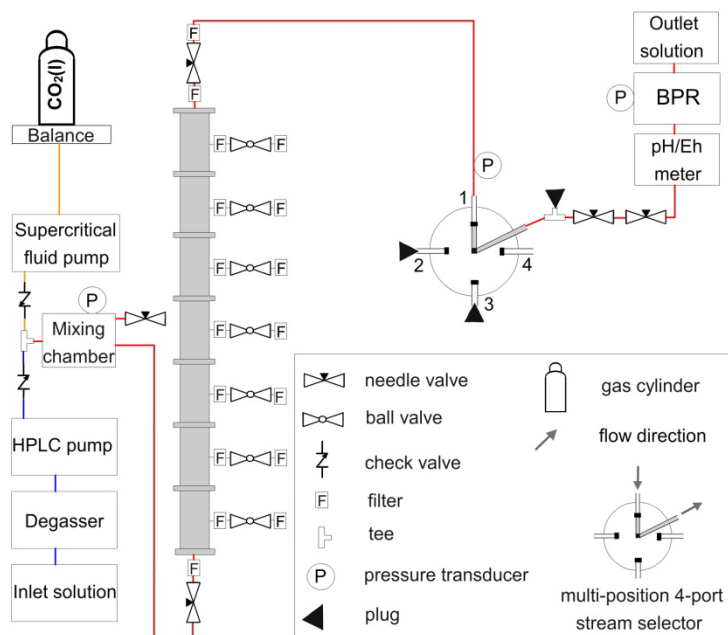 CO₂(l)
Balance
Supercritical
fluid pump
P
Mixing
chamber
HPLC pump
Degasser
Inlet solution
F
F
F F
F F
F F
F F
F F
F F
F F
F
P
1
2
3
4
Outlet
solution
P
BPR
pH/Eh
meter
needle valve
ball valve
check valve
F
filter
tee
P
pressure transducer
plug
gas cylinder
flow direction
multi-position 4-port
stream selector